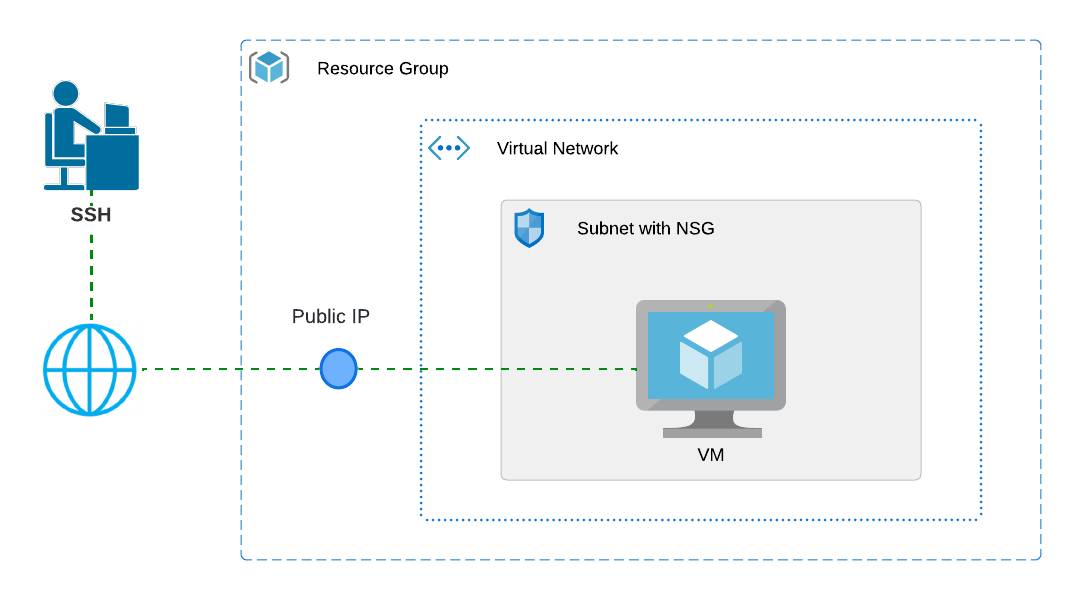 Resource Group
Virtual Network
SSH
Subnet with NSG
Public IP
VM